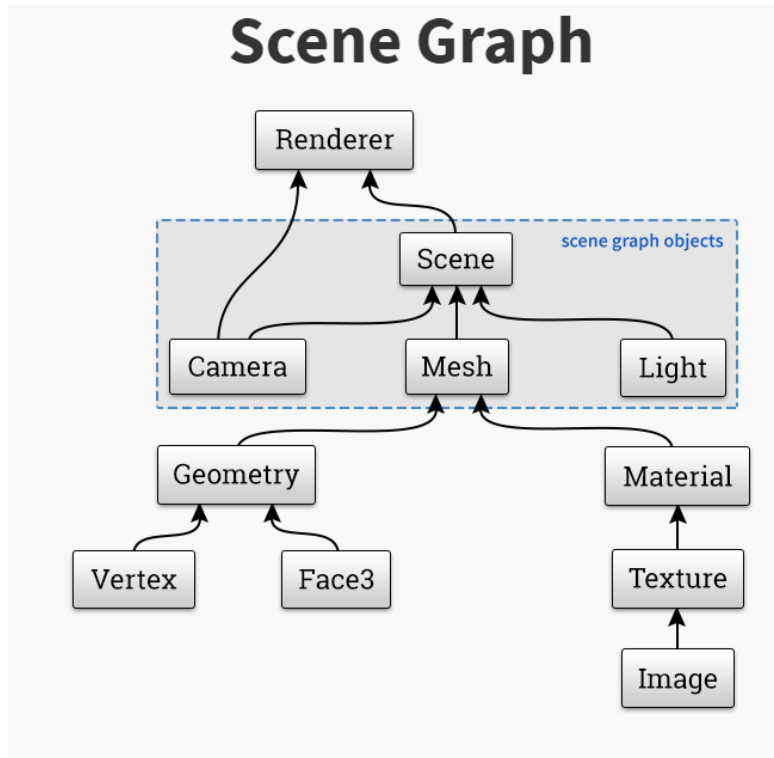 Scene Graph
Renderer
scene graph objects
Scene
Camera
Mesh
Light
Geometry
Material
Vertex
Face3
Texture
Image